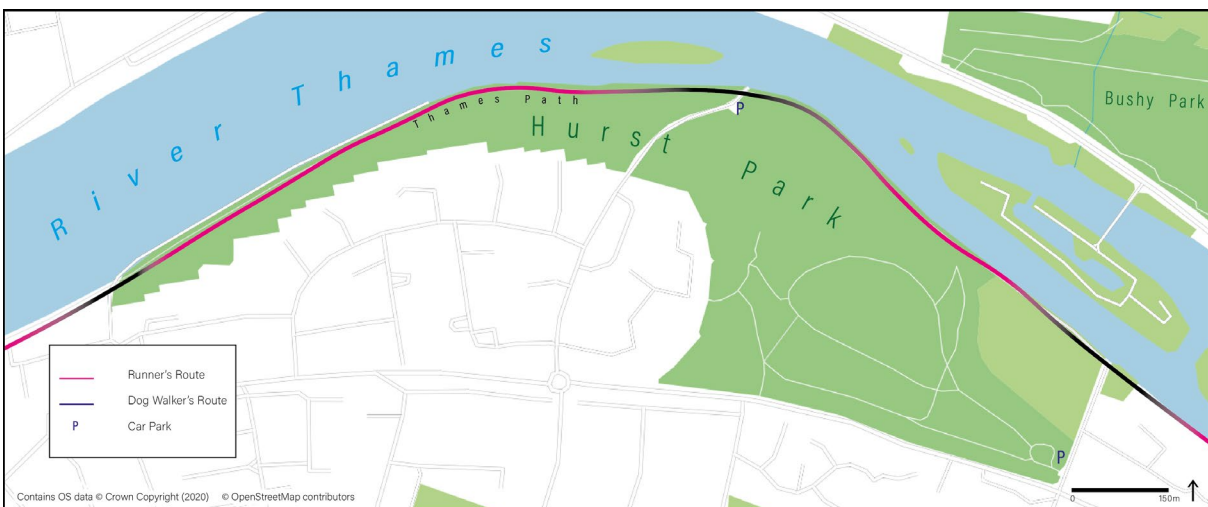 River Thames
Thames Path
Hurst Park
Bushy Park
P
P
Runner's Route
Dog Walker's Route
P Car Park
Contains OS data © Crown Copyright (2020) © OpenStreetMap contributors
0 150m